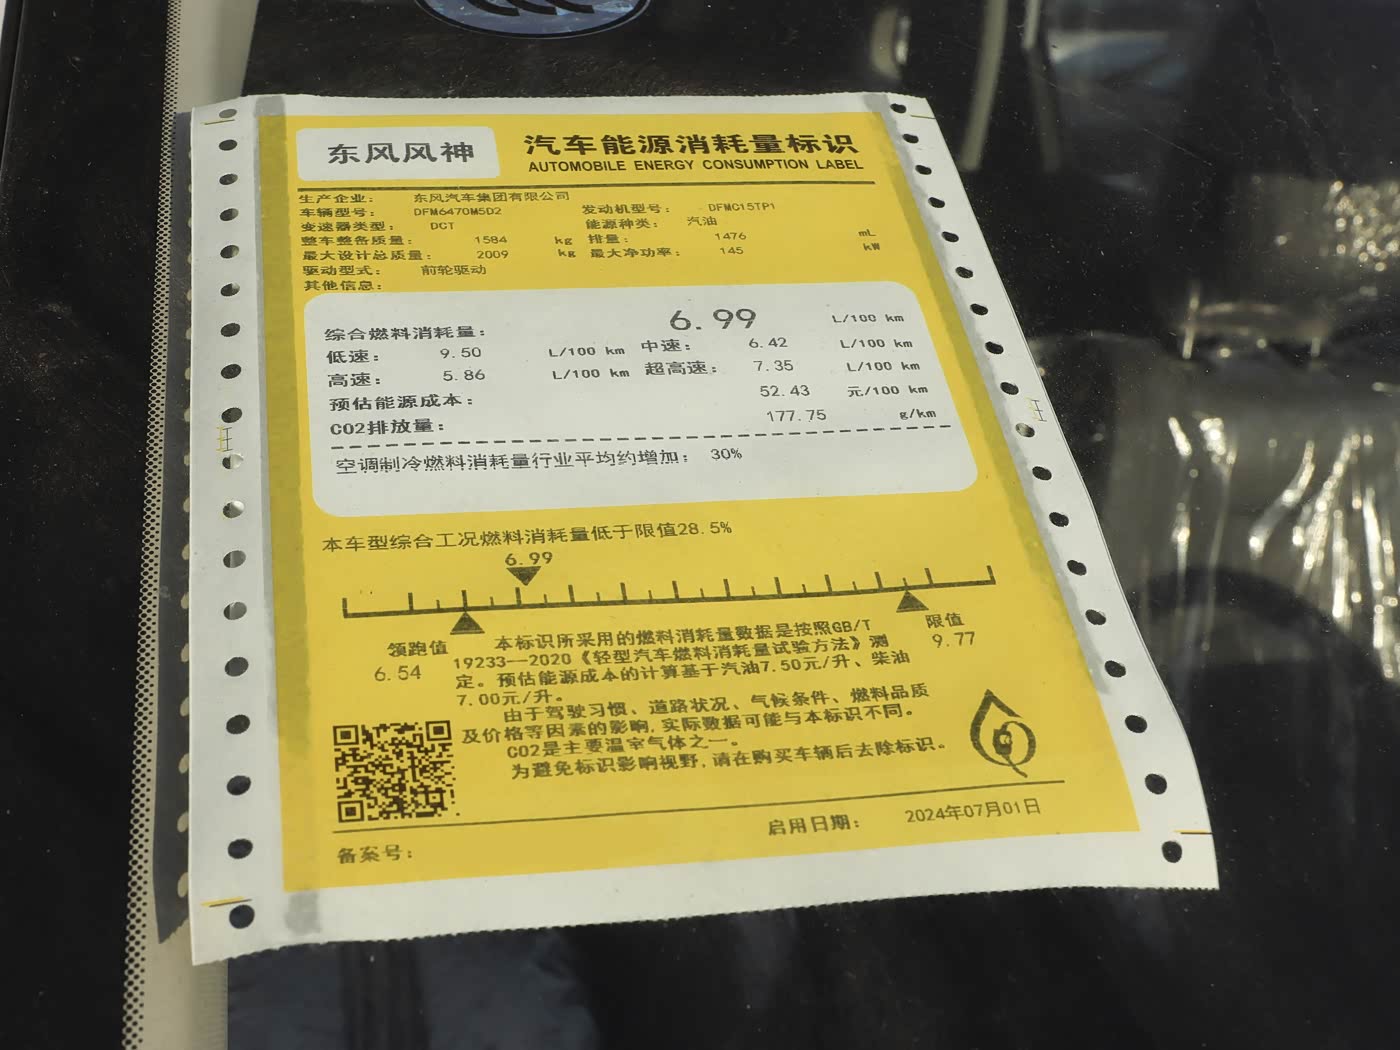 东风风神
汽车能源消耗量标识
AUTOMOBILE ENERGY CONSUMPTION LABEL
生产企业： 东风汽车集团有限公司
车辆型号： DFM6470M5D2 发动机型号： DFMC15TP1
变速器类型： DCT 能源种类： 汽油
整车整备质量： 1584 kg 排量： 1476 mL
最大设计总质量： 2009 kg 最大净功率： 145 kW
驱动型式： 前轮驱动
其他信息：
综合燃料消耗量： 6.99 L/100 km
低速： 9.50 L/100 km 中速： 6.42 L/100 km
高速： 5.86 L/100 km 超高速： 7.35 L/100 km
预估能源成本： 52.43 元/100 km
CO2排放量： 177.75 g/km
空调制冷燃料消耗量行业平均约增加： 30%
本车型综合工况燃料消耗量低于限值28.5%
6.99
领跑值
6.54
限值
9.77
本标识所采用的燃料消耗量数据是按照GB/T
19233—2020《轻型汽车燃料消耗量试验方法》测
定。预估能源成本的计算基于汽油7.50元/升、柴油
7.00元/升。
由于驾驶习惯、道路状况、气候条件、燃料品质
及价格等因素的影响,实际数据可能与本标识不同。
CO2是主要温室气体之一。
为避免标识影响视野,请在购买车辆后去除标识。
启用日期： 2024年07月01日
备案号：